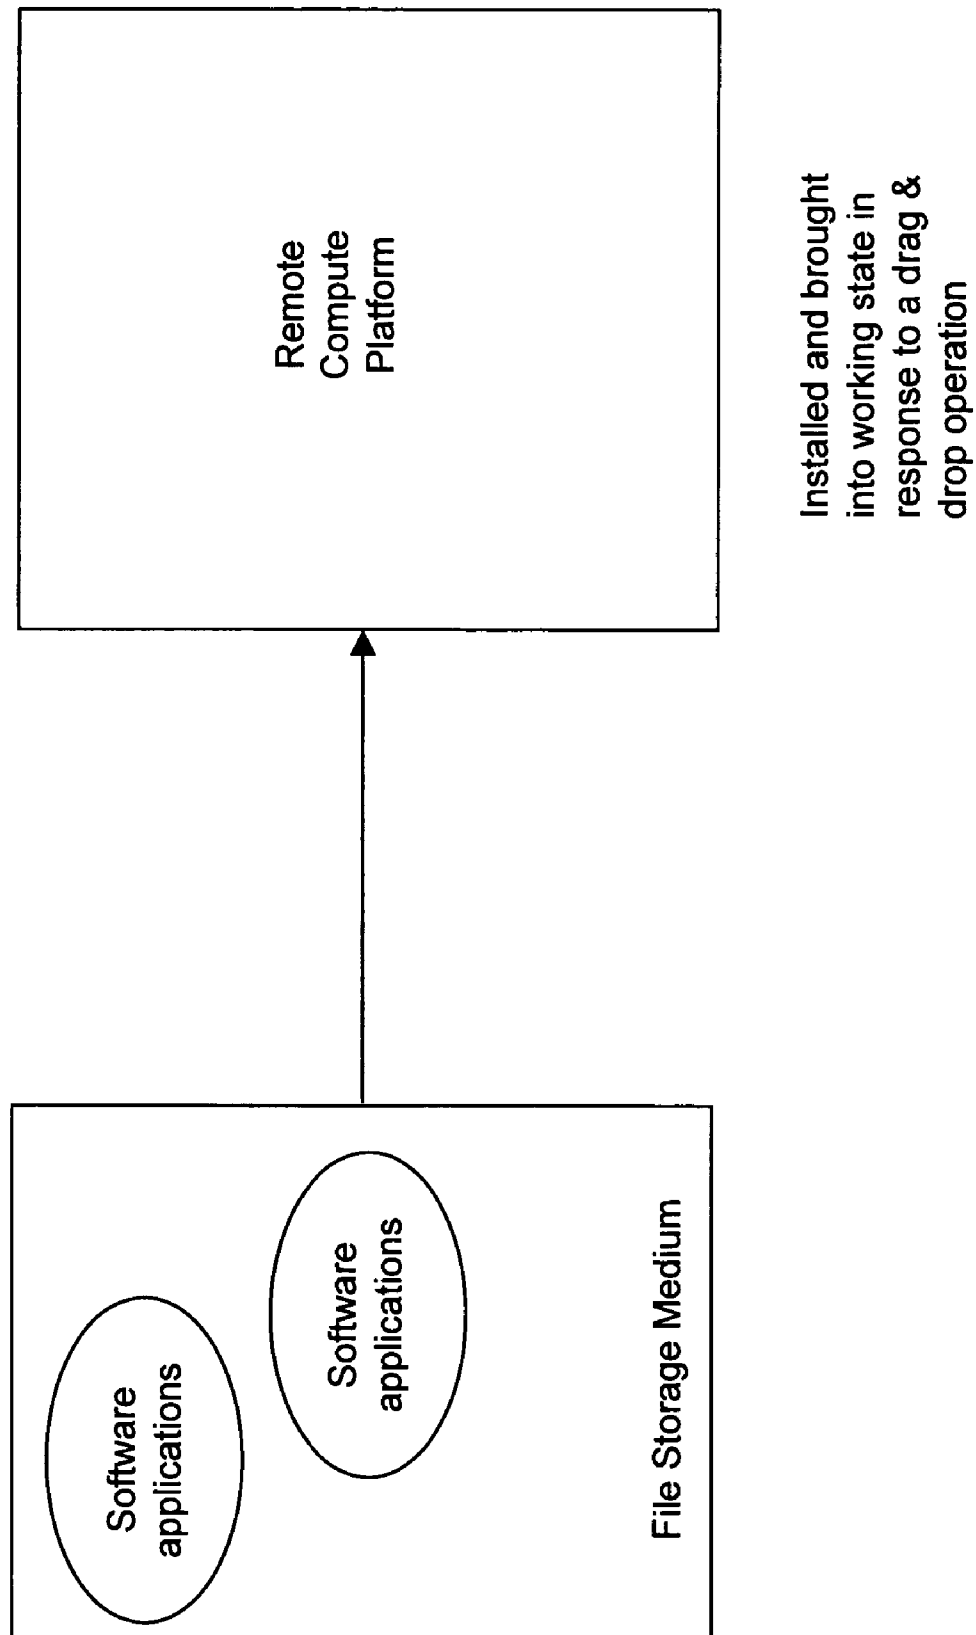 Software
applications
Software
applications
File Storage Medium
Remote
Compute
Platform
Installed and brought
into working state in
response to a drag &
drop operation